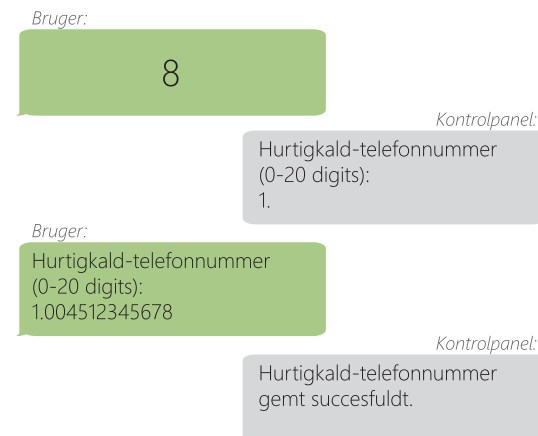 Bruger:
8
Kontrolpanel:
Hurtigkald-telefonnummer
(0-20 digits):
1.
Bruger:
Hurtigkald-telefonnummer
(0-20 digits):
1.004512345678
Kontrolpanel:
Hurtigkald-telefonnummer
gemt succesfuldt.